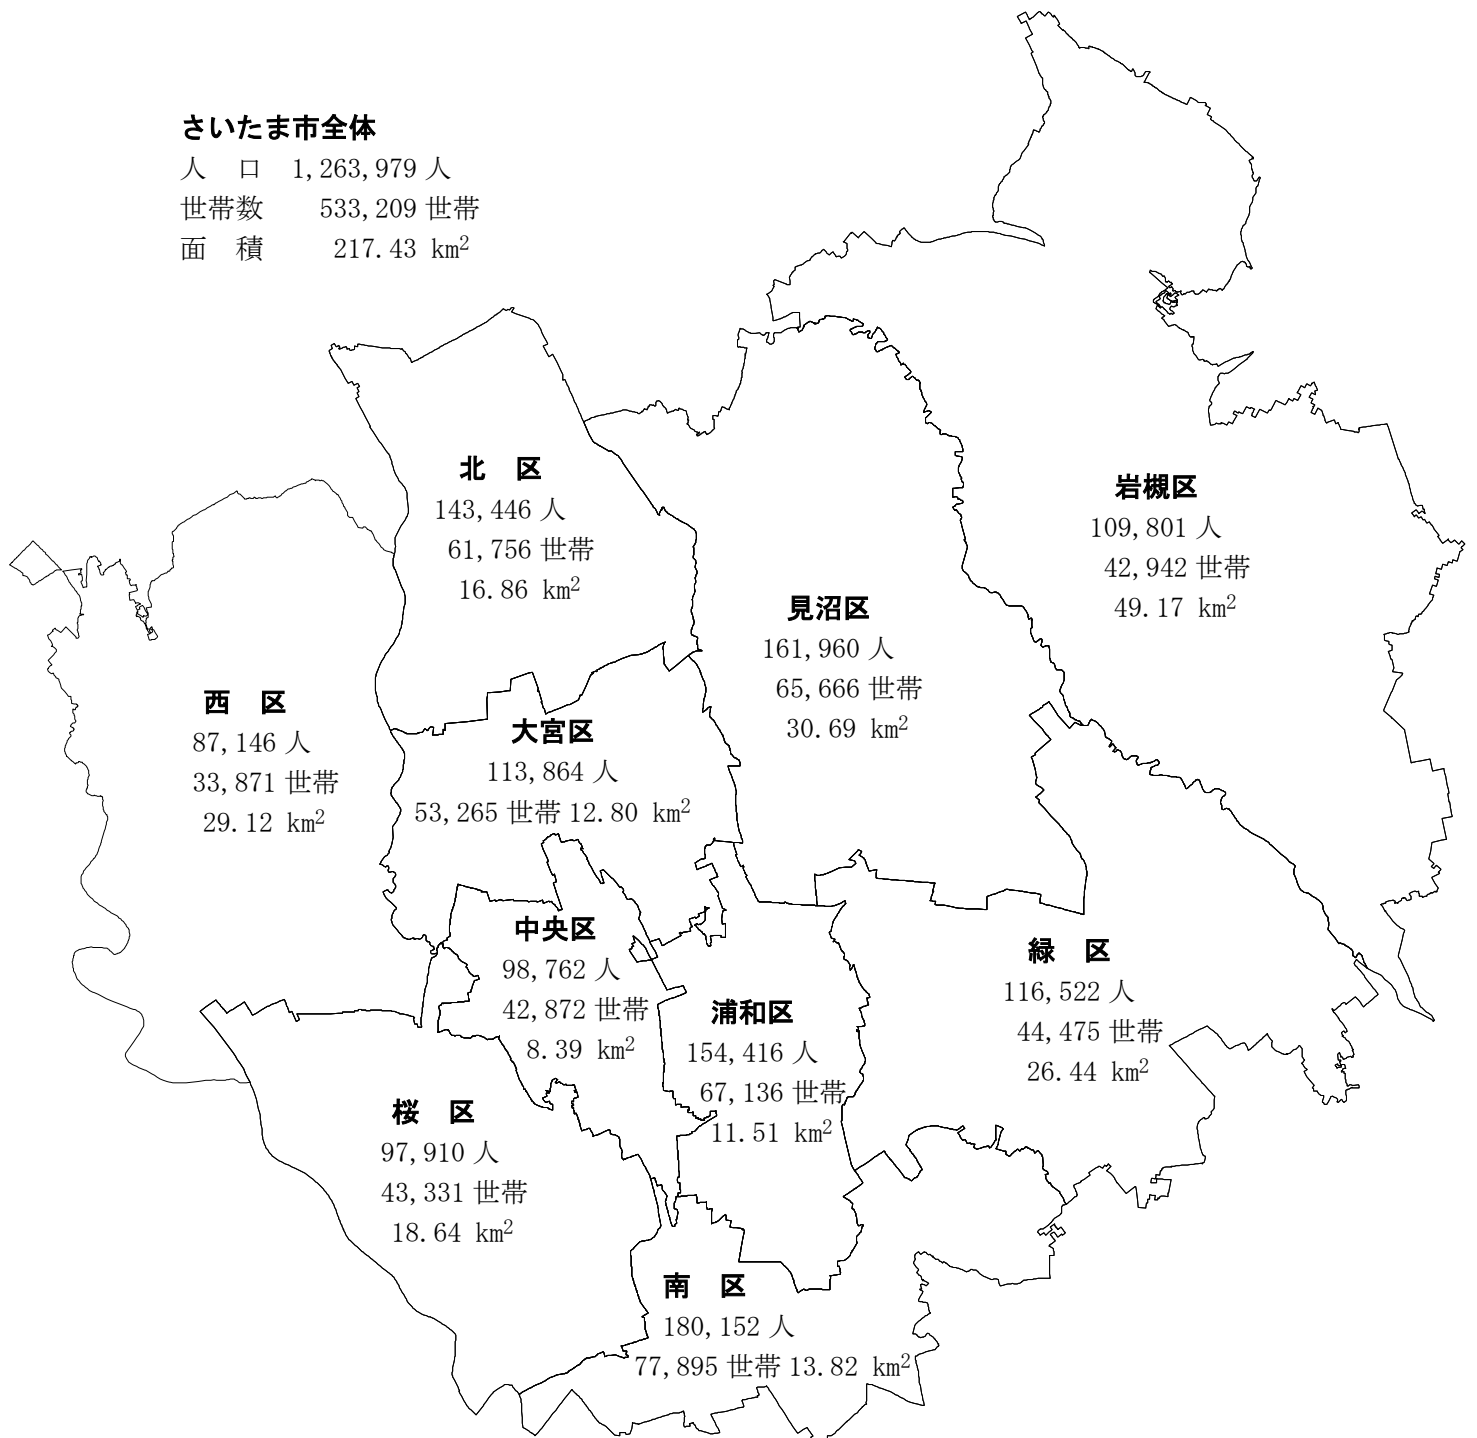 さいたま市全体
人　口　1,263,979 人
世帯数　533,209 世帯
面　積　217.43 km²
北　区
143,446 人
61,756 世帯
16.86 km²
岩槻区
109,801 人
42,942 世帯
49.17 km²
見沼区
161,960 人
65,666 世帯
30.69 km²
西　区
87,146 人
33,871 世帯
29.12 km²
大宮区
113,864 人
53,265 世帯 12.80 km²
中央区
98,762 人
42,872 世帯
8.39 km²
緑　区
116,522 人
44,475 世帯
26.44 km²
浦和区
154,416 人
67,136 世帯
11.51 km²
桜　区
97,910 人
43,331 世帯
18.64 km²
南　区
180,152 人
77,895 世帯 13.82 km²